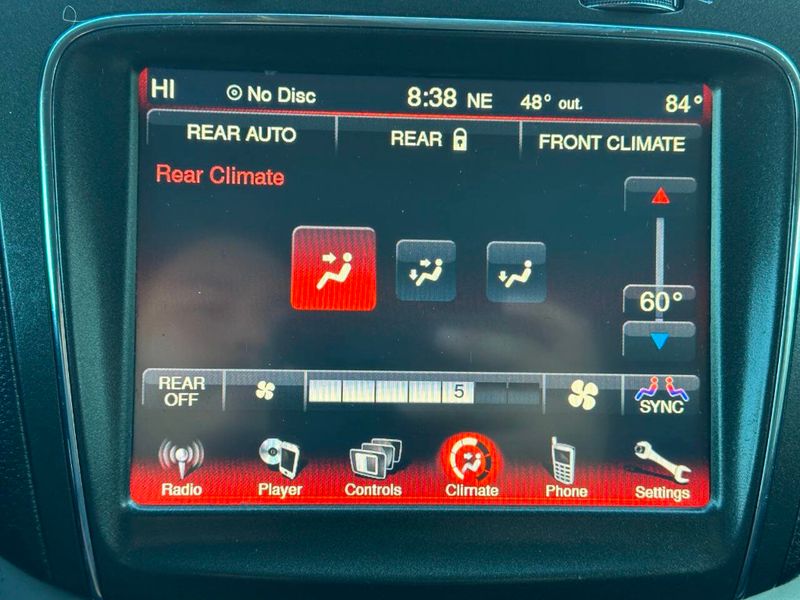 HI No Disc 8:38 NE 48° out. 84°
REAR AUTO REAR FRONT CLIMATE
Rear Climate
60°
REAR
OFF
5
SYNC
Radio Player Controls Climate Phone Settings